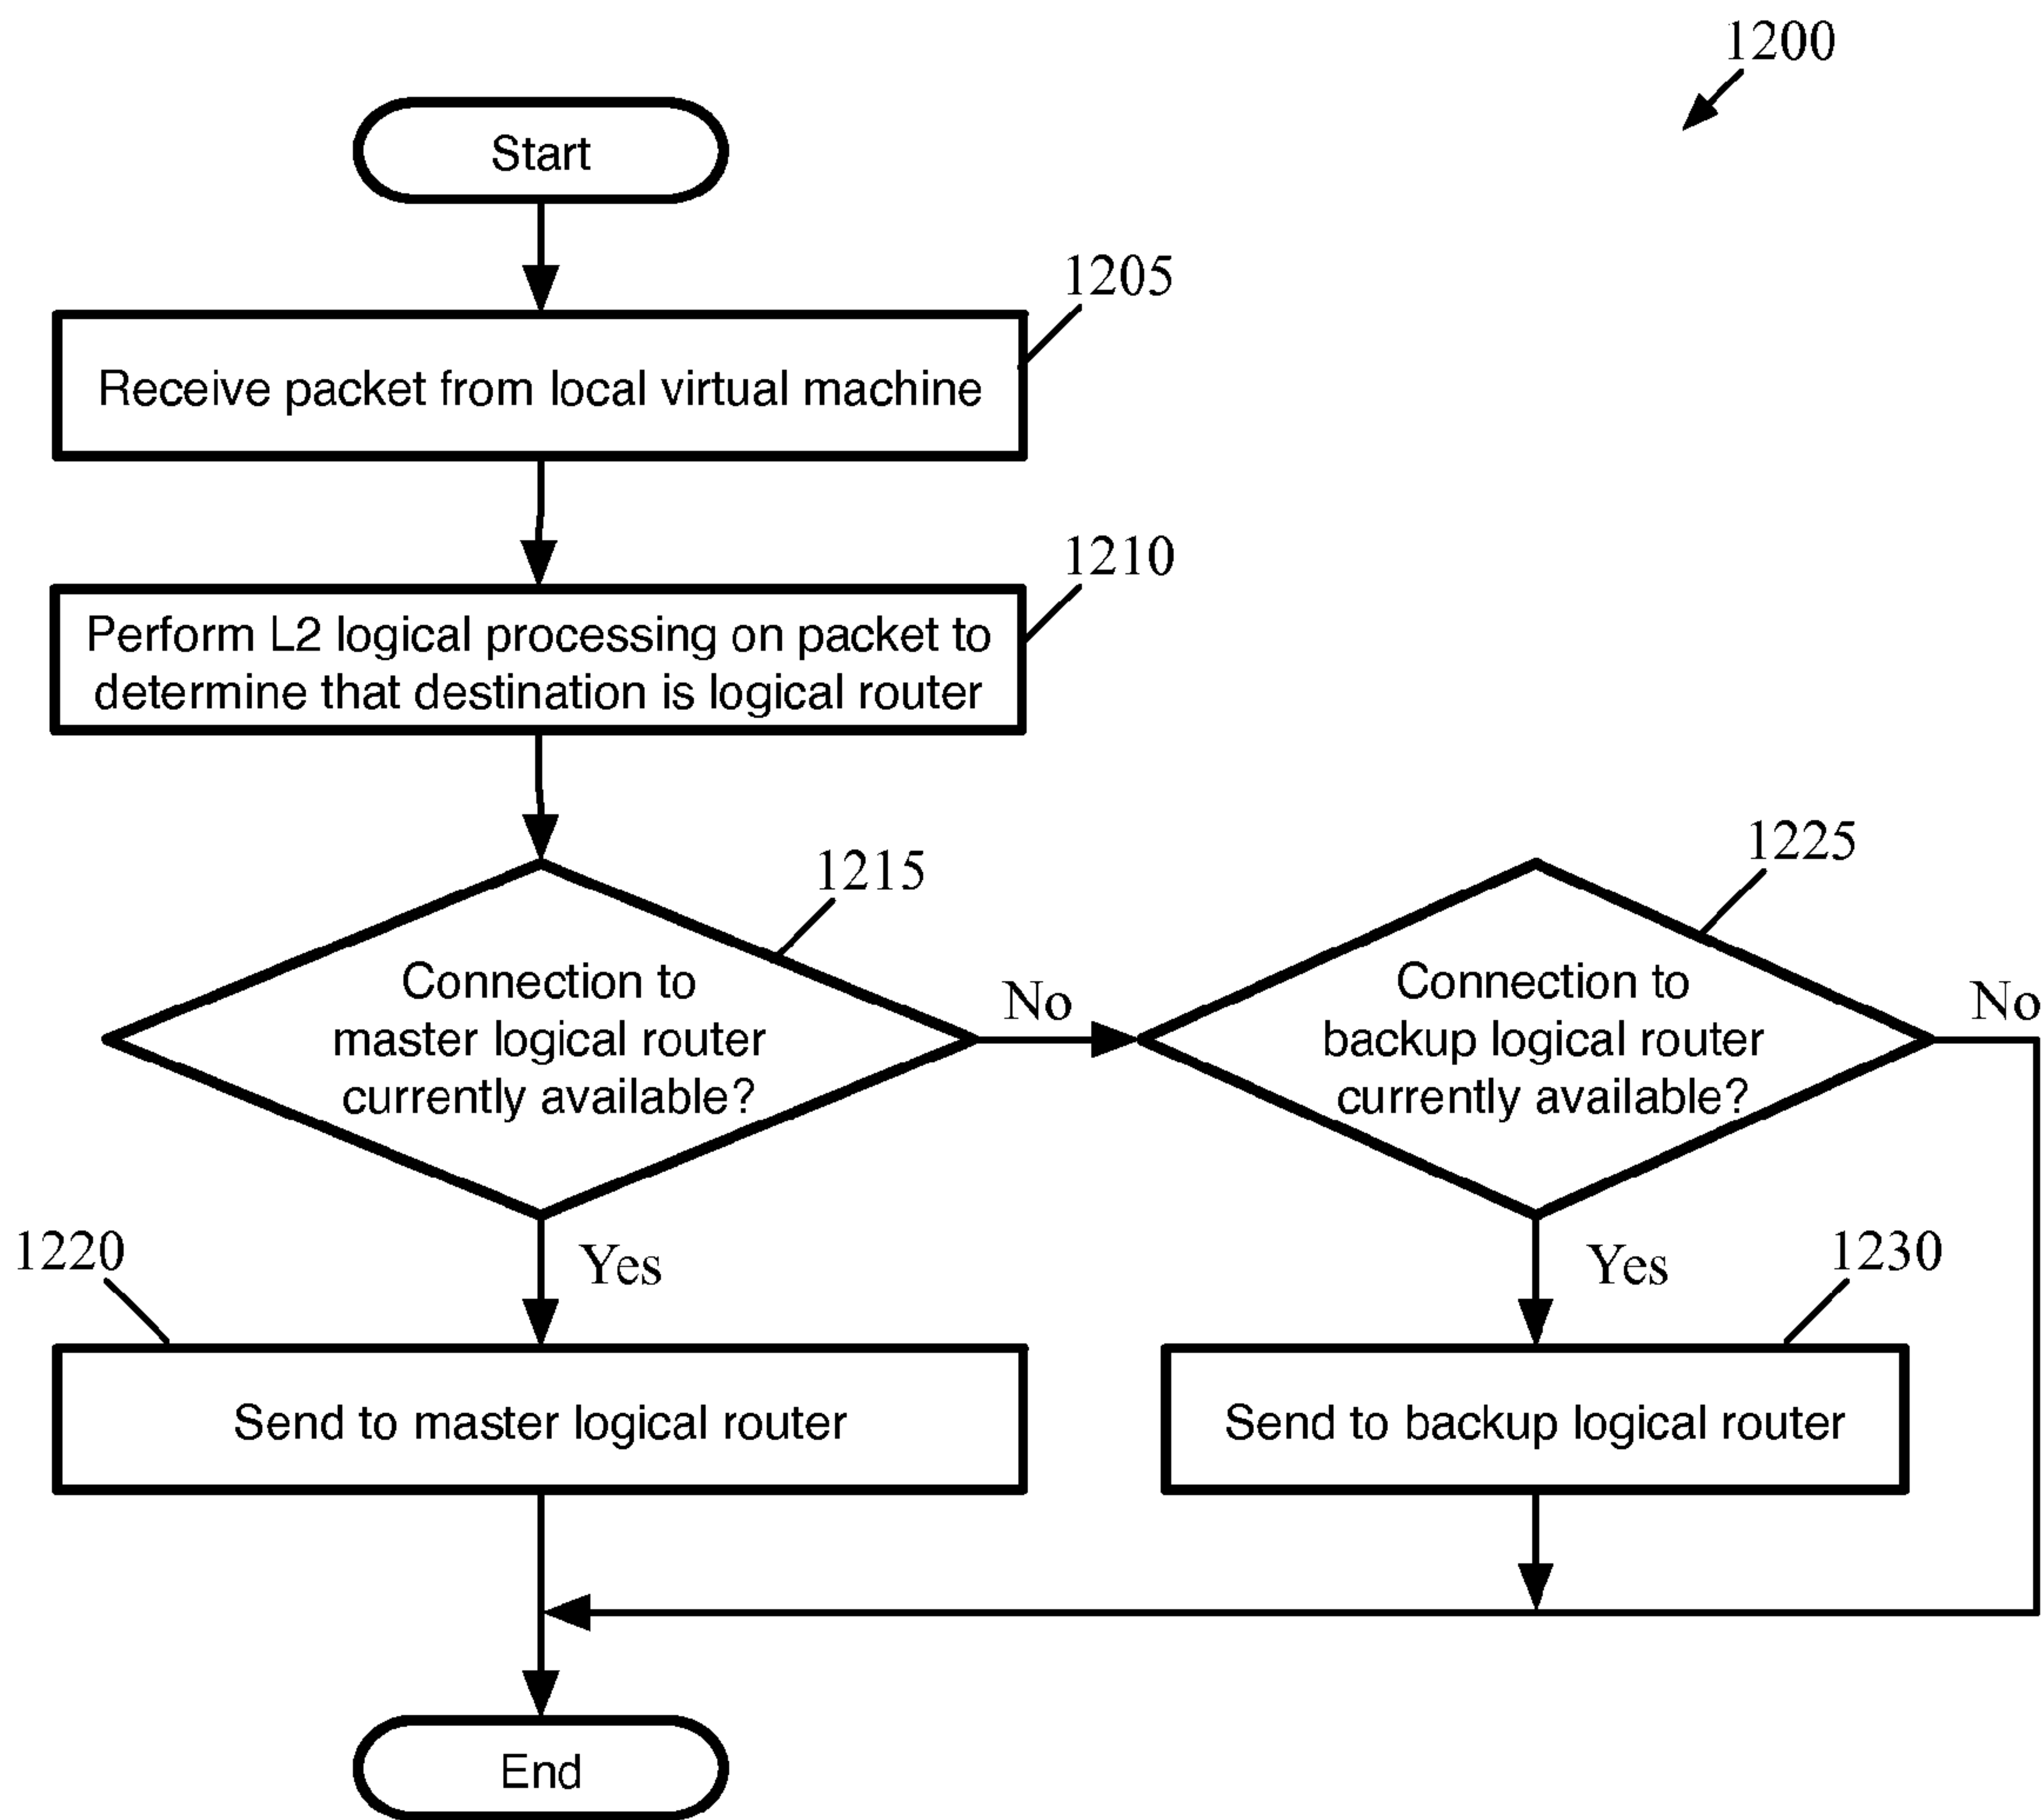 1200
Start
1205
Receive packet from local virtual machine
1210
Perform L2 logical processing on packet to
determine that destination is logical router
1215
Connection to
master logical router
currently available?
No
1225
Connection to
backup logical router
currently available?
No
1220
Yes
Send to master logical router
Yes
1230
Send to backup logical router
End